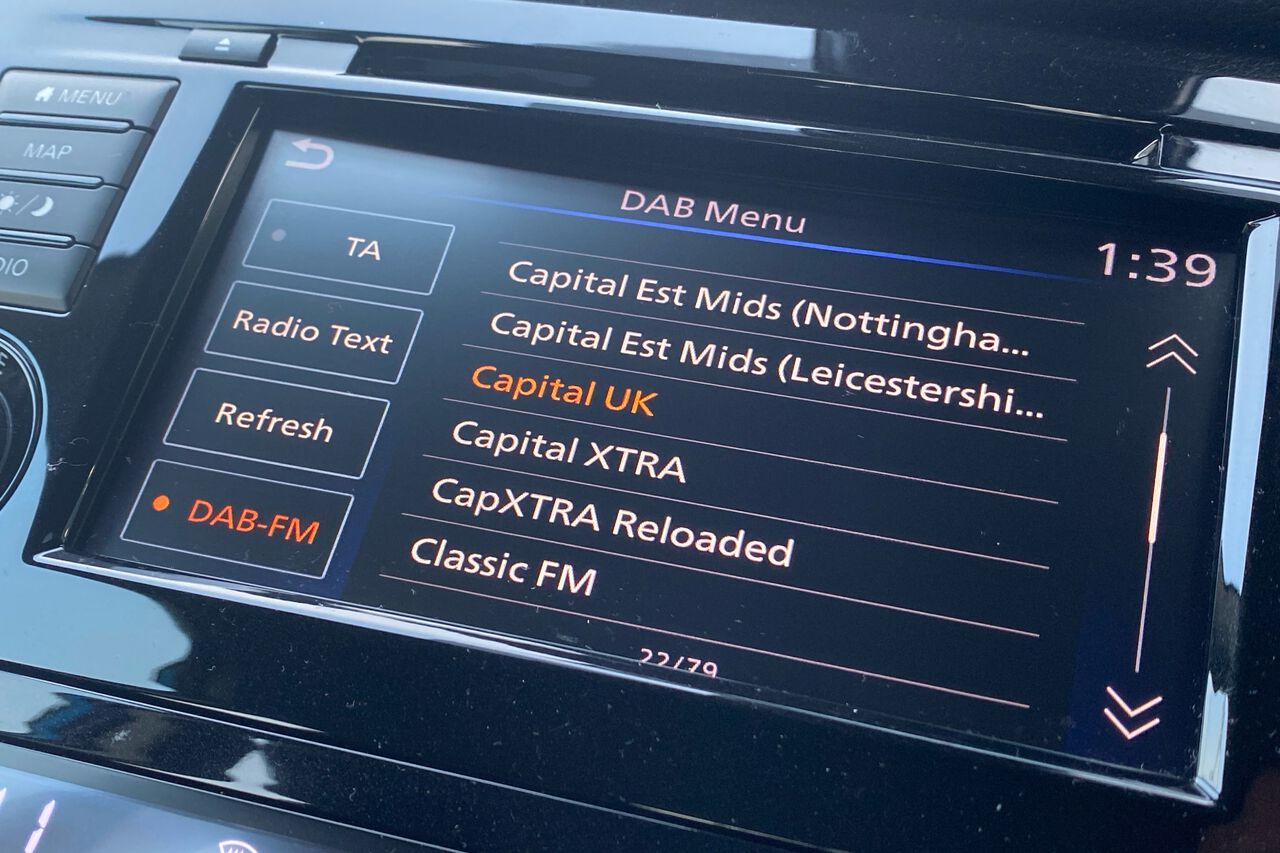 MENU
MAP
DIO
DAB Menu
1:39
TA
Radio Text
Refresh
DAB-FM
Capital Est Mids (Nottingha...
Capital Est Mids (Leicestershi...
Capital UK
Capital XTRA
CapXTRA Reloaded
Classic FM
22/79